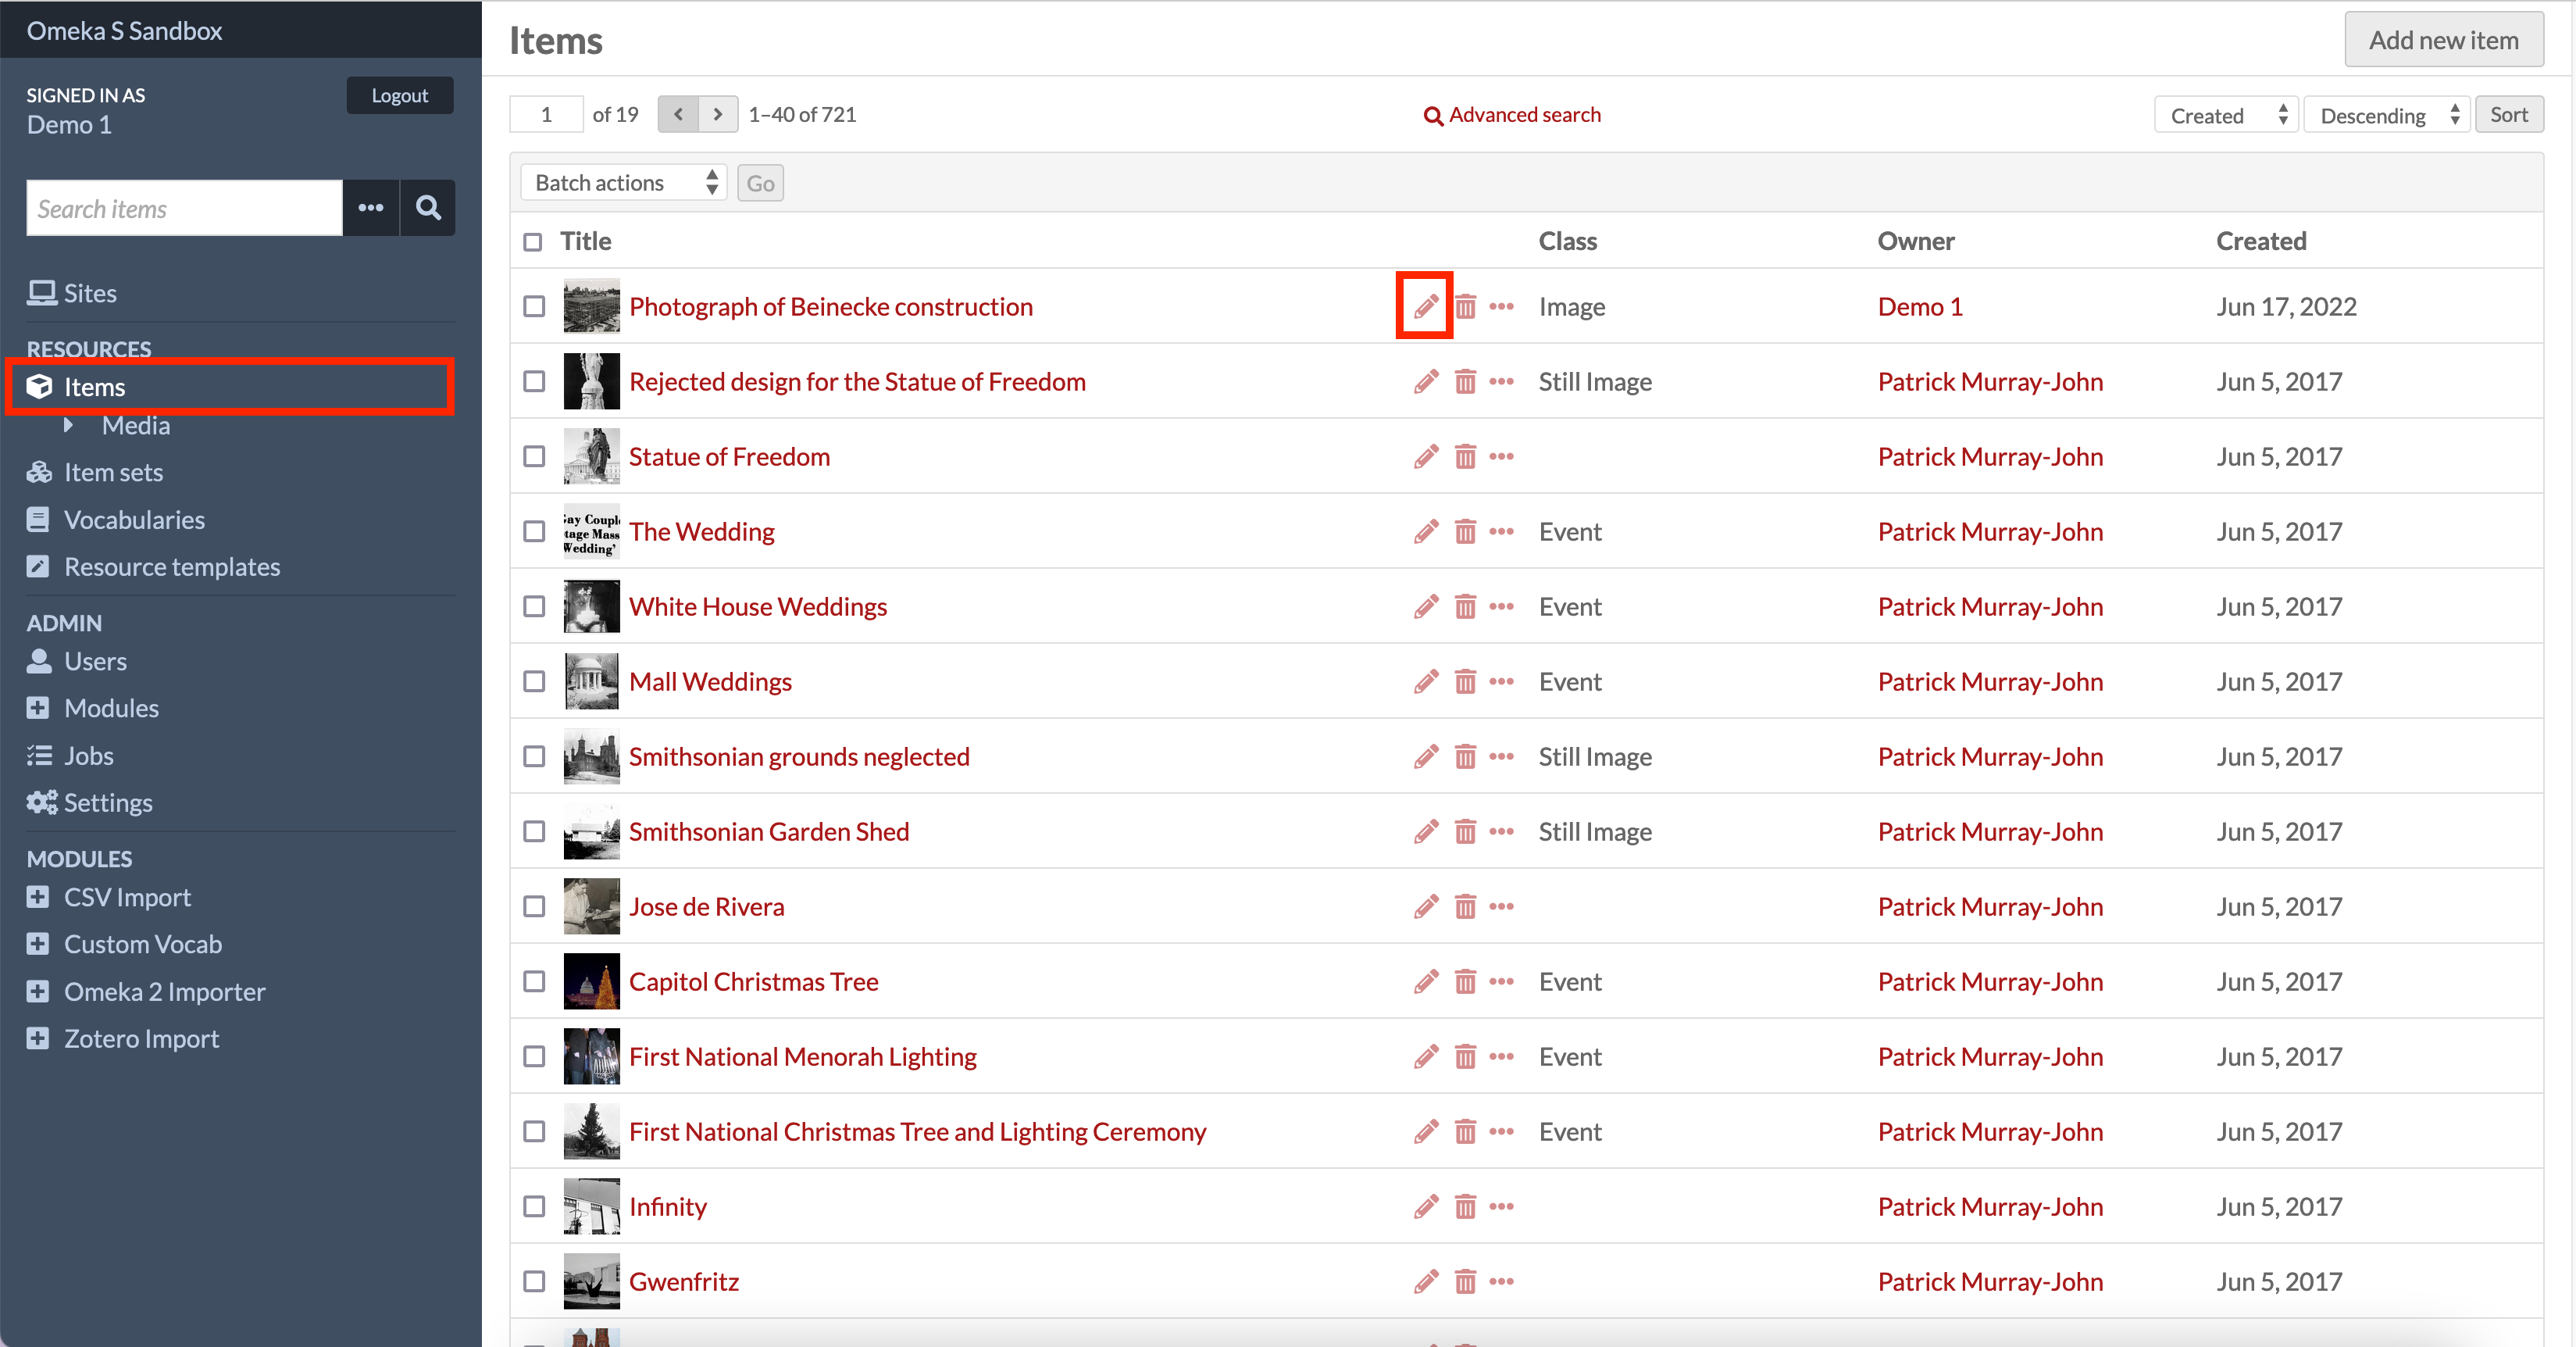 Omeka S Sandbox
SIGNED IN AS
Demo 1
Logout
Search items
Sites
RESOURCES
Items
Media
Item sets
Vocabularies
Resource templates
ADMIN
Users
Modules
Jobs
Settings
MODULES
CSV Import
Custom Vocab
Omeka 2 Importer
Zotero Import
Items
Add new item
1 of 19 1–40 of 721
Advanced search
Created Descending Sort
Batch actions Go
Title Class Owner Created
Photograph of Beinecke construction Image Demo 1 Jun 17, 2022
Rejected design for the Statue of Freedom Still Image Patrick Murray-John Jun 5, 2017
Statue of Freedom Patrick Murray-John Jun 5, 2017
The Wedding Event Patrick Murray-John Jun 5, 2017
White House Weddings Event Patrick Murray-John Jun 5, 2017
Mall Weddings Event Patrick Murray-John Jun 5, 2017
Smithsonian grounds neglected Still Image Patrick Murray-John Jun 5, 2017
Smithsonian Garden Shed Still Image Patrick Murray-John Jun 5, 2017
Jose de Rivera Patrick Murray-John Jun 5, 2017
Capitol Christmas Tree Event Patrick Murray-John Jun 5, 2017
First National Menorah Lighting Event Patrick Murray-John Jun 5, 2017
First National Christmas Tree and Lighting Ceremony Event Patrick Murray-John Jun 5, 2017
Infinity Patrick Murray-John Jun 5, 2017
Gwenfritz Patrick Murray-John Jun 5, 2017